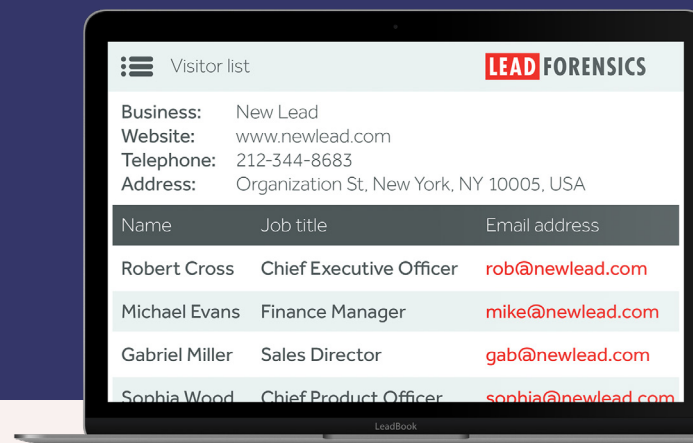 Visitor list
LEAD FORENSICS
Business: New Lead
Website: www.newlead.com
Telephone: 212-344-8683
Address: Organization St, New York, NY 10005, USA
Name Job title Email address
Robert Cross Chief Executive Officer rob@newlead.com
Michael Evans Finance Manager mike@newlead.com
Gabriel Miller Sales Director gab@newlead.com
Sophia Wood Chief Product Officer sophia@newlead.com
LeadBook